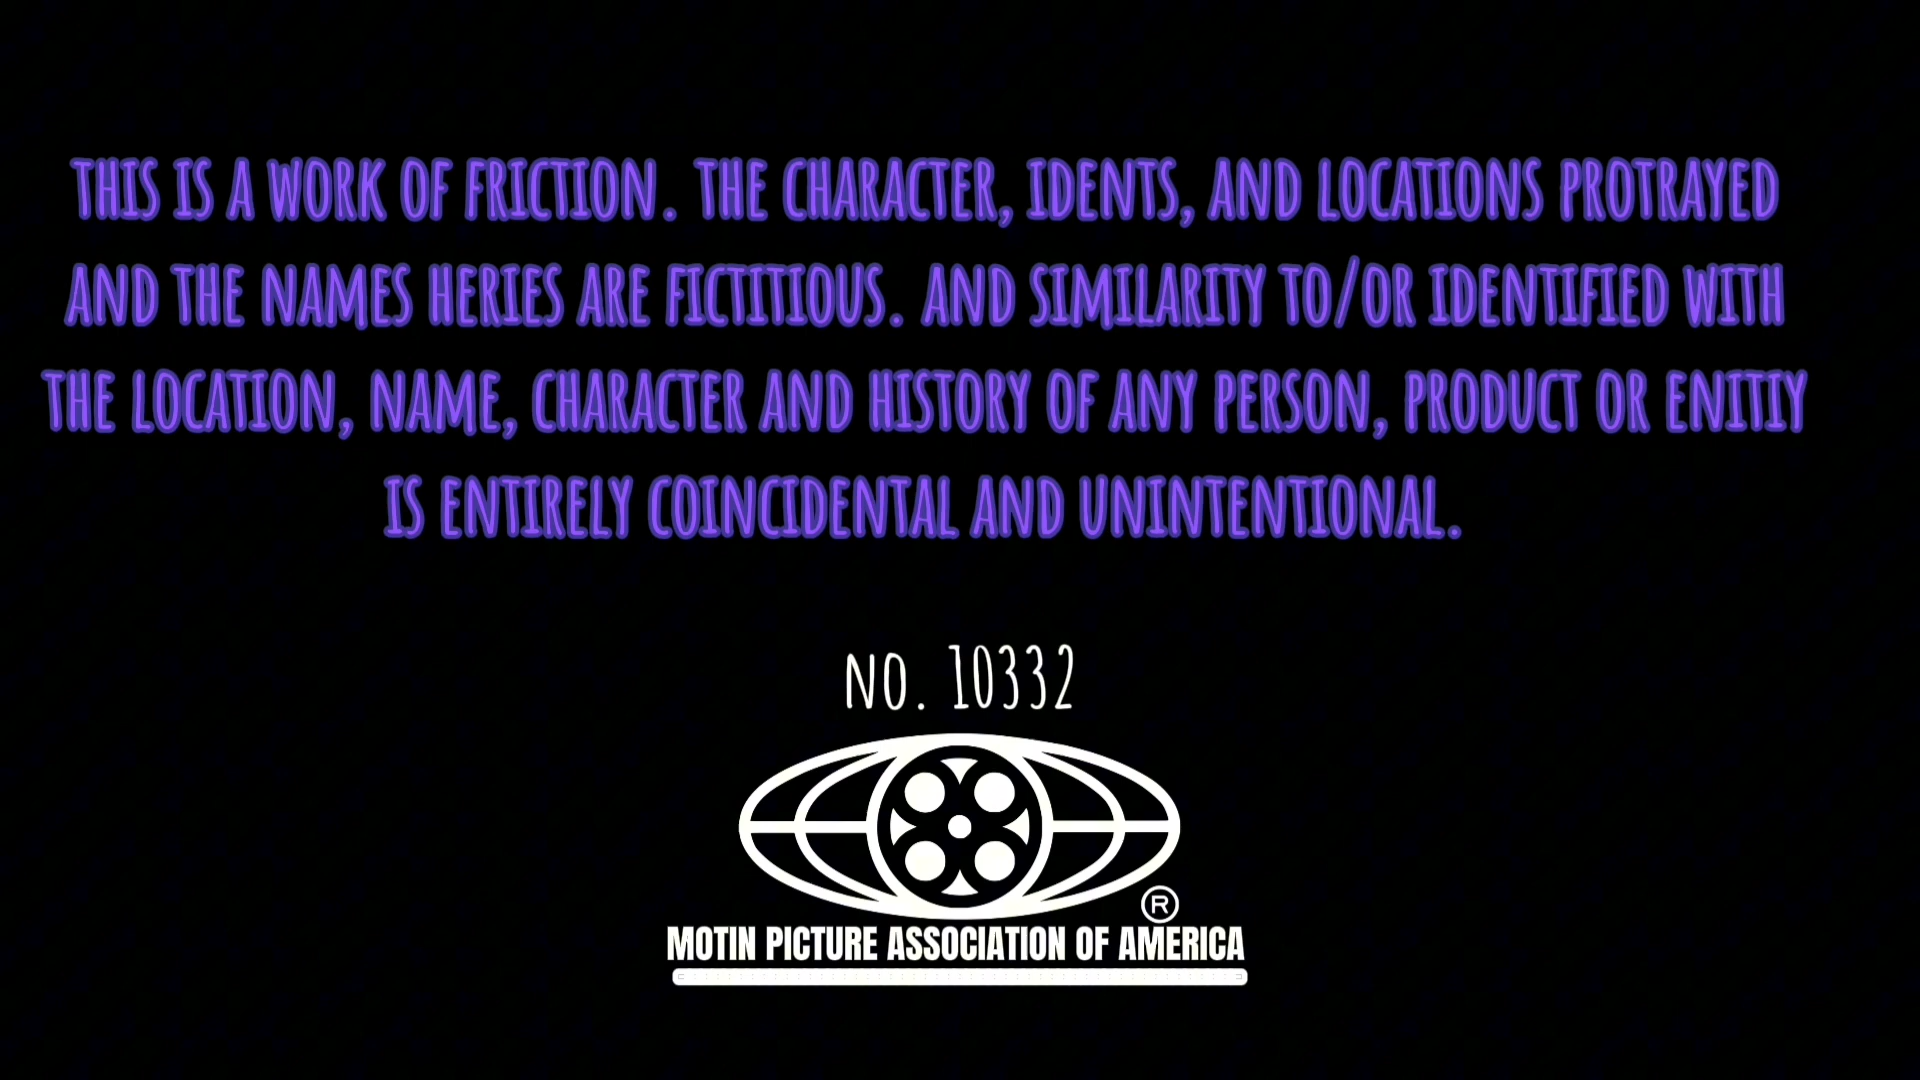 THIS IS A WORK OF FRICTION. THE CHARACTER, IDENTS, AND LOCATIONS PROTRAYED
AND THE NAMES HERIES ARE FICTITIOUS. AND SIMILARITY TO/OR IDENTIFIED WITH
THE LOCATION, NAME, CHARACTER AND HISTORY OF ANY PERSON, PRODUCT OR ENITIY
IS ENTIRELY COINCIDENTAL AND UNINTENTIONAL.
NO. 10332
®
MOTIN PICTURE ASSOCIATION OF AMERICA